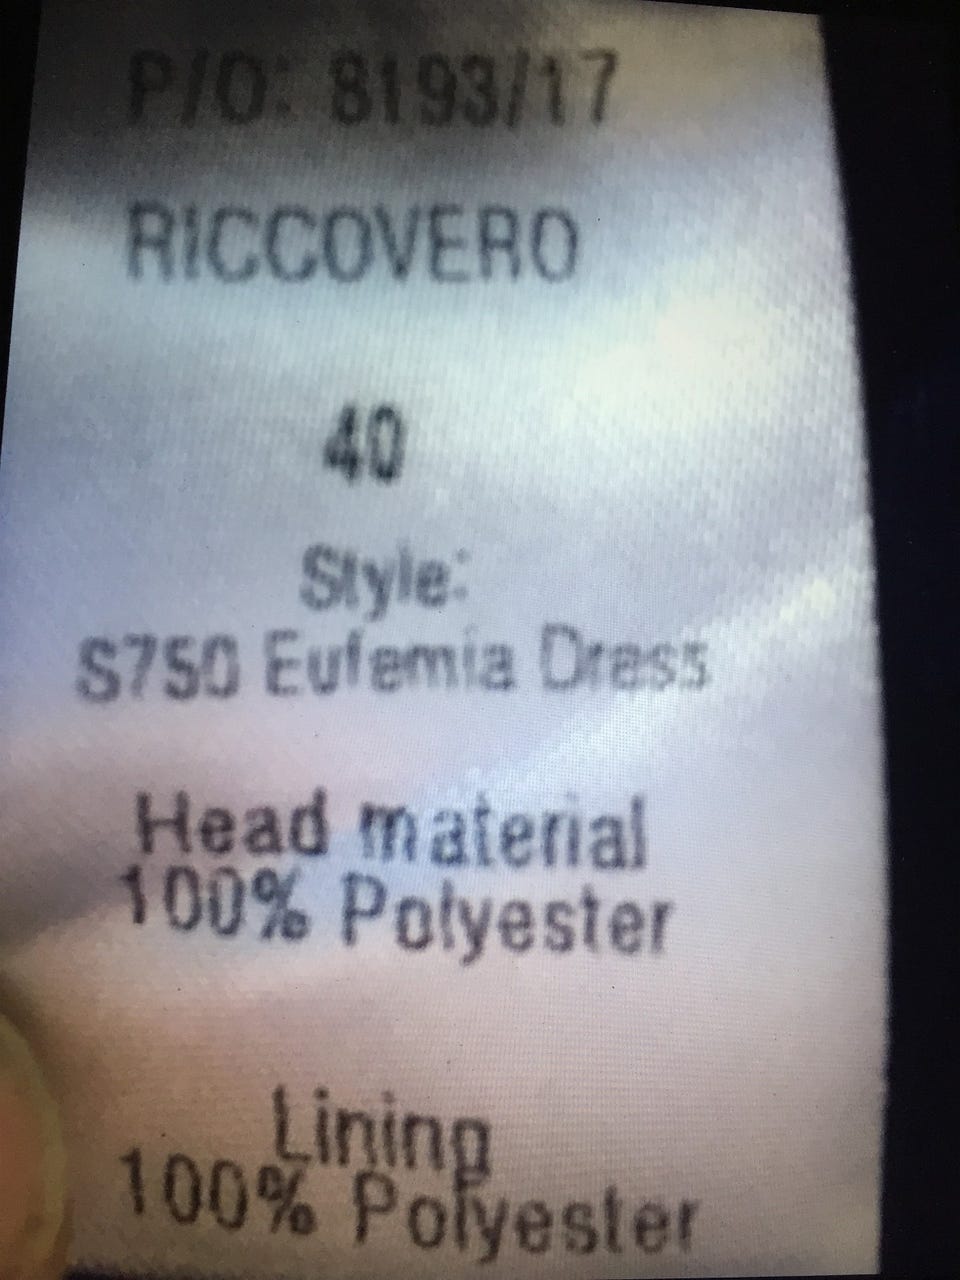 P/O: 8193/17
RICCOVERO
40
Style:
S750 Eufemia Dress
Head material
100% Polyester
Lining
100% Polyester